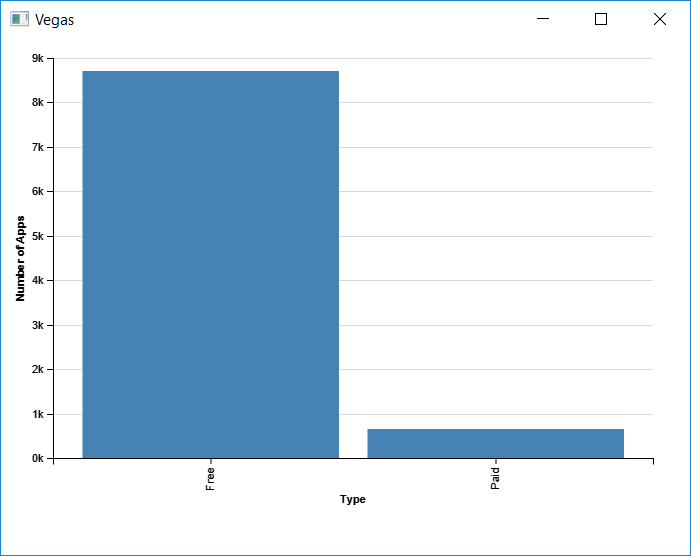 Vegas
9k
8k
7k
6k
5k
4k
3k
2k
1k
0k
Number of Apps
Free
Paid
Type